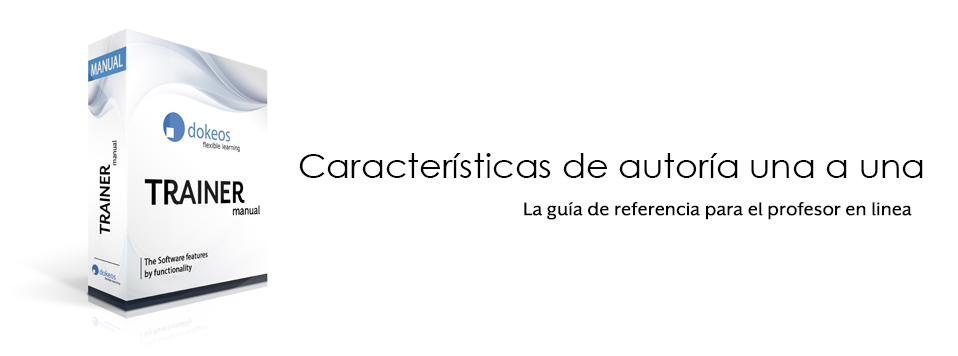 MANUAL
TRAINER
manual
dokeos
flexible learning
dokeos
flexible learning
TRAINER
manual
The Software features
by functionality
Características de autoría una a una
La guía de referencia para el profesor en linea